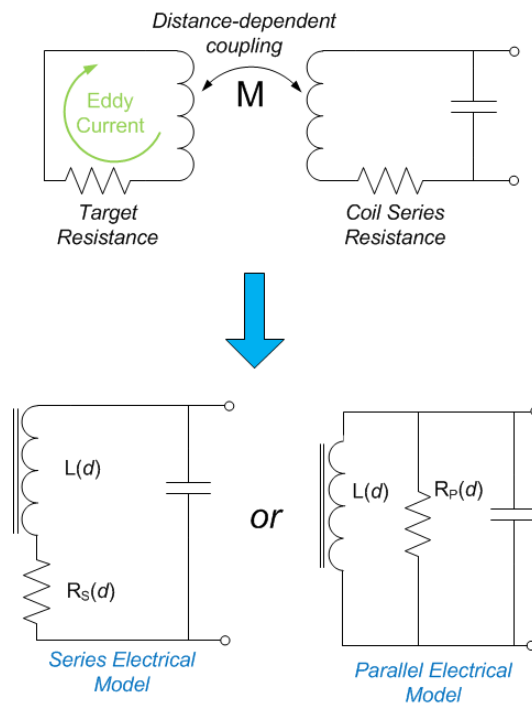 Distance-dependent
coupling
M
Eddy
Current
Target
Resistance
Coil Series
Resistance
L(d)
RS(d)
or
L(d)
RP(d)
Series Electrical
Model
Parallel Electrical
Model